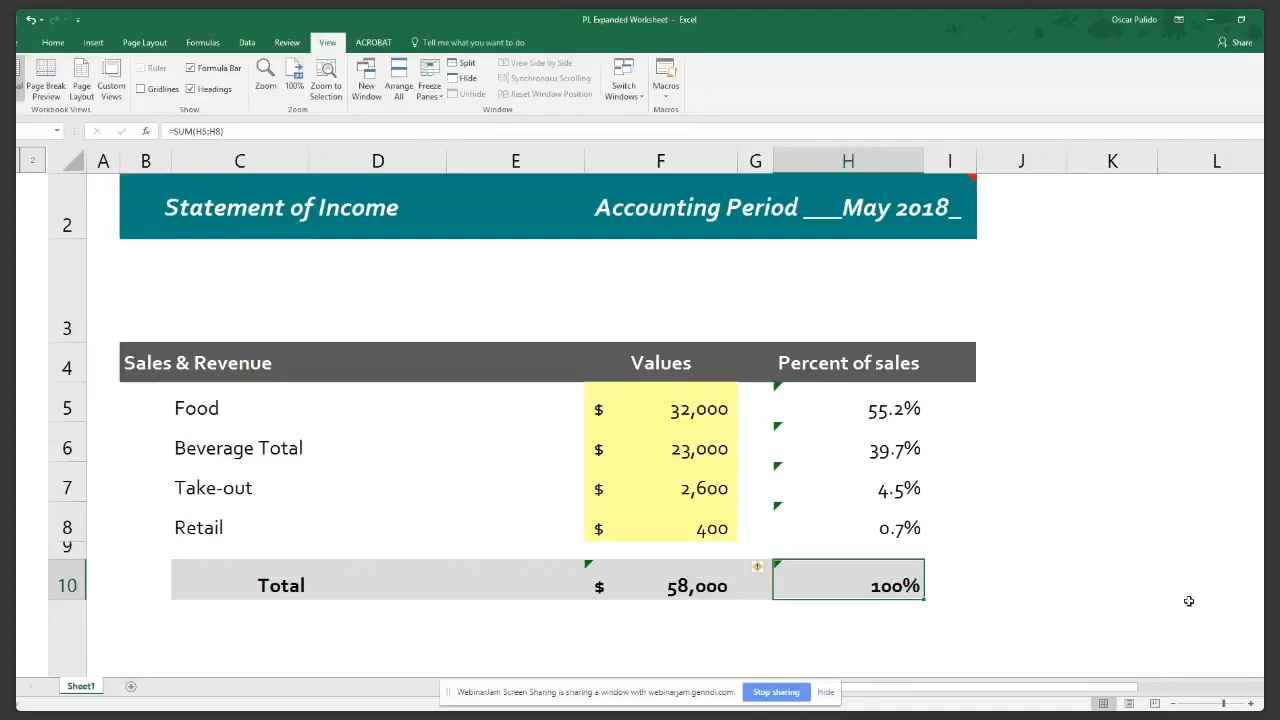 PL Expanded Worksheet - Excel
Oscar Pulido
Home Insert Page Layout Formulas Data Review View ACROBAT Tell me what you want to do
Share
Page Break Preview
Page Layout
Custom Views
Workbook Views
Ruler
Formula Bar
Gridlines
Headings
Show
Zoom
100%
Zoom to Selection
Zoom
New Window
Arrange All
Freeze Panes
Split
Hide
Unhide
View Side by Side
Synchronous Scrolling
Reset Window Position
Window
Switch Windows
Macros
Macros
fx =SUM(H5:H8)
2
A B C D E F G H I J K L
2 Statement of Income Accounting Period ___May 2018_
3
4 Sales & Revenue Values Percent of sales
5 Food $ 32,000 55.2%
6 Beverage Total $ 23,000 39.7%
7 Take-out $ 2,600 4.5%
8 Retail $ 400 0.7%
9
10 Total $ 58,000 100%
Sheet1
WebinarJam Screen Sharing is sharing a window with webinarjam.genndi.com. Stop sharing Hide